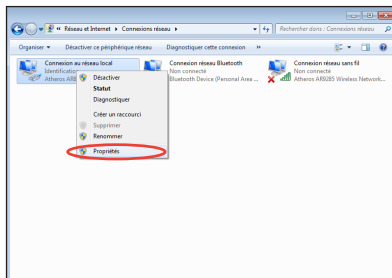 « Réseau et Internet ▸ Connexions réseau ▸
Rechercher dans : Connexions réseau
Organiser ▾ Désactiver ce périphérique réseau Diagnostiquer cette connexion »
Connexion au réseau local
Identification
Atheros AR8
Connexion réseau Bluetooth
Non connecté
Bluetooth Device (Personal Area ...
Connexion réseau sans fil
Non connecté
Atheros AR9285 Wireless Network...
Désactiver
Statut
Diagnostiquer
Créer un raccourci
Supprimer
Renommer
Propriétés